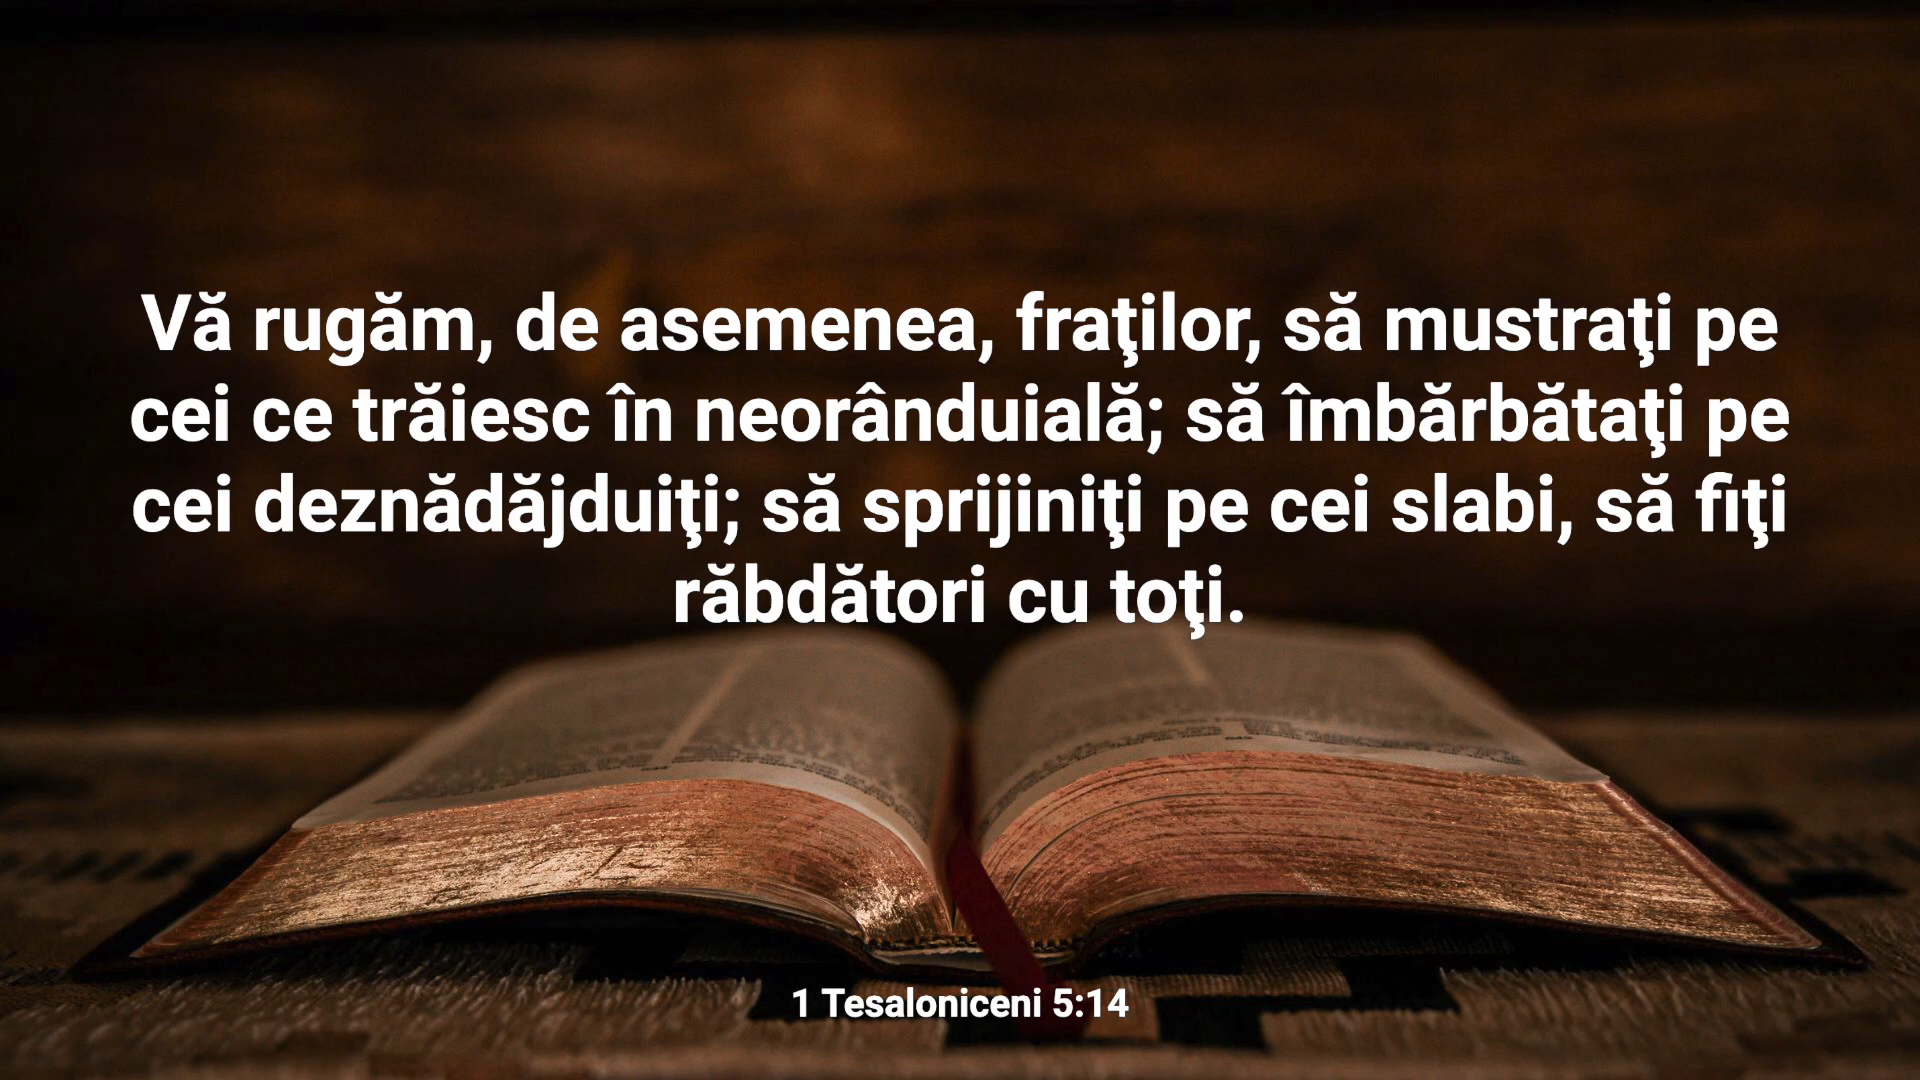 Vă rugăm, de asemenea, fraţilor, să mustraţi pe
cei ce trăiesc în neorânduială; să îmbărbătaţi pe
cei deznădăjduiţi; să sprijiniţi pe cei slabi, să fiţi
răbdători cu toţi.
1 Tesaloniceni 5:14